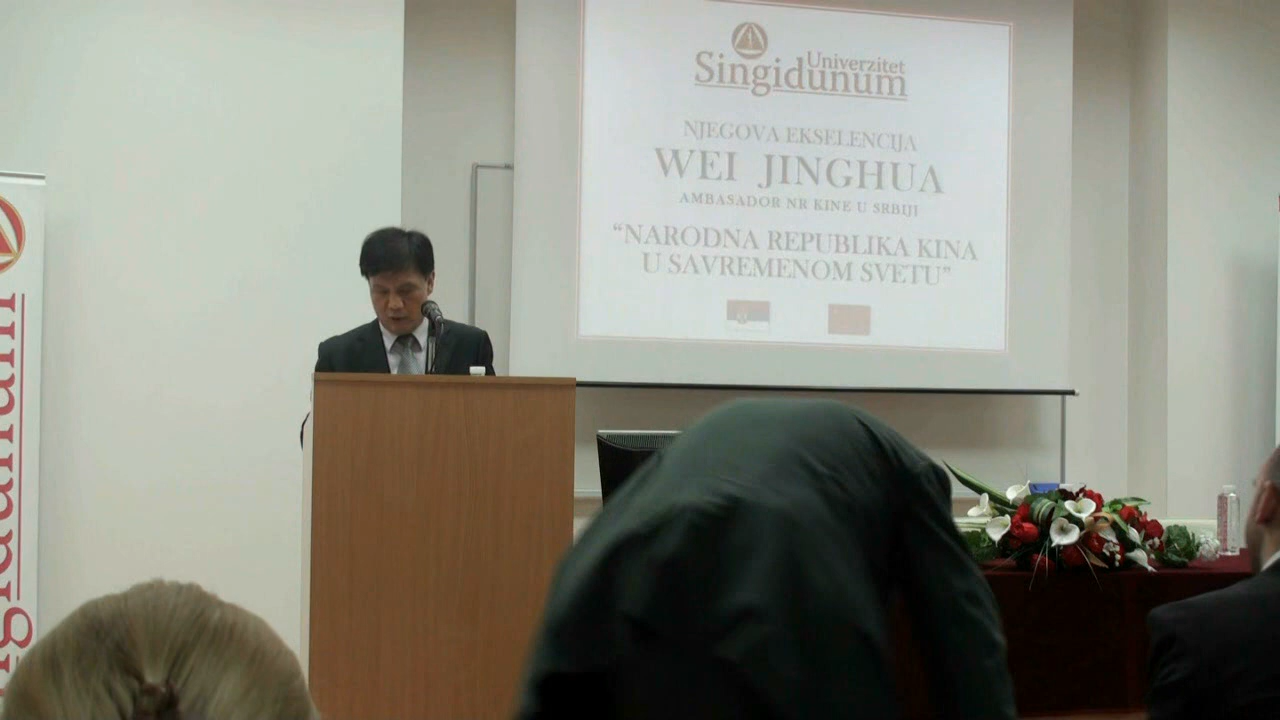 Univerzitet
Singidunum
NJEGOVA EKSELENCIJA
WEI JINGHUA
AMBASADOR NR KINE U SRBIJI
“NARODNA REPUBLIKA KINA
U SAVREMENOM SVETU”